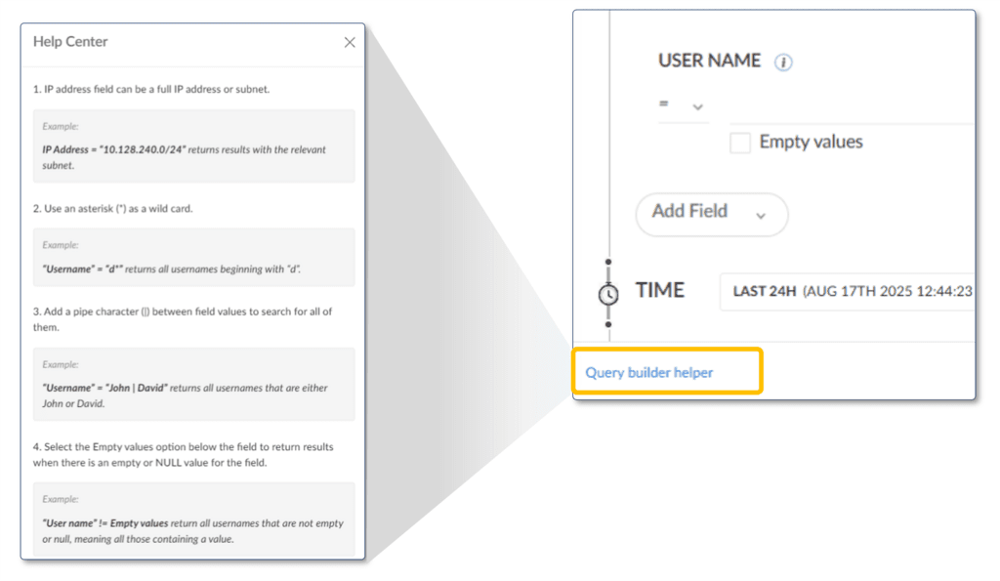 Help Center
1. IP address field can be a full IP address or subnet.
Example:
IP Address = "10.128.240.0/24" returns results with the relevant
subnet.
2. Use an asterisk (*) as a wild card.
Example:
"Username" = "d*" returns all usernames beginning with "d".
3. Add a pipe character (|) between field values to search for all of
them.
Example:
"Username" = "John | David" returns all usernames that are either
John or David.
4. Select the Empty values option below the field to return results
when there is an empty or NULL value for the field.
Example:
"User name" != Empty values return all usernames that are not empty
or null, meaning all those containing a value.
USER NAME i
=
Empty values
Add Field
TIME LAST 24H (AUG 17TH 2025 12:44:23
Query builder helper